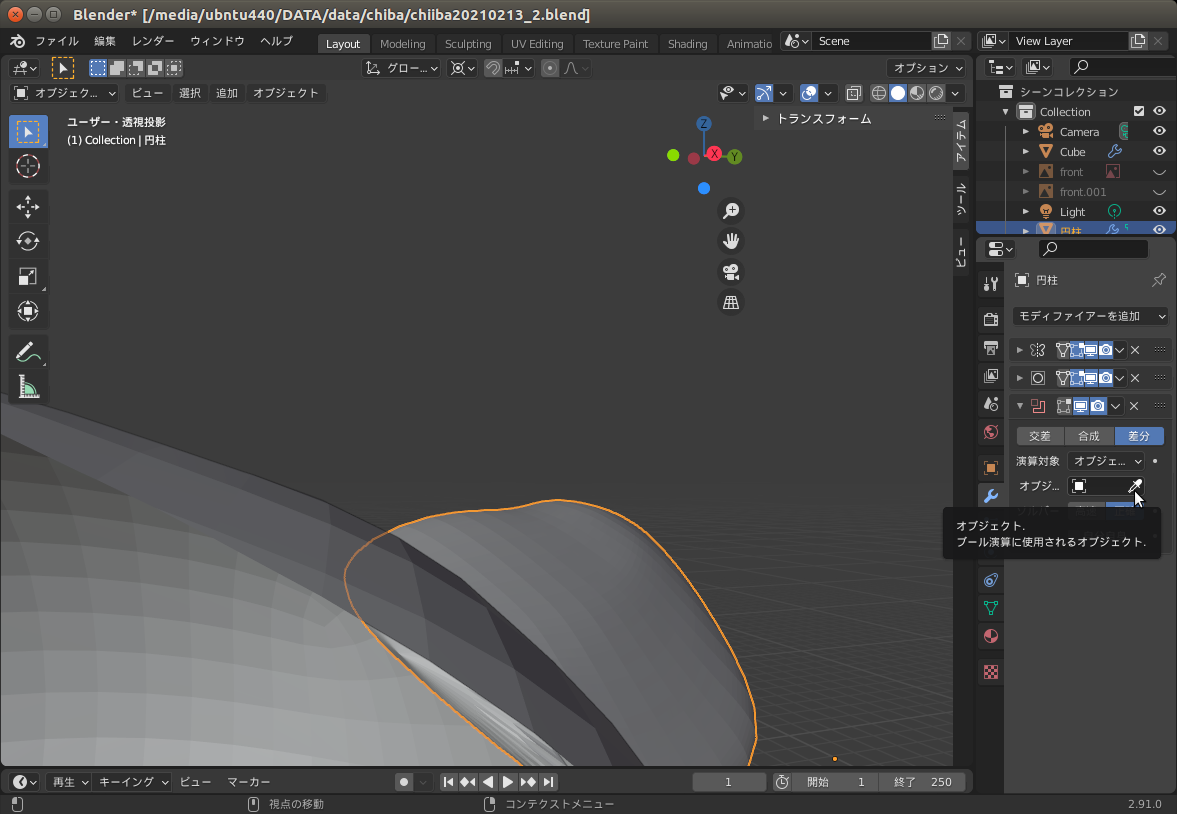 Blender* [/media/ubntu440/DATA/data/chiba/chiiba20210213_2.blend]
ファイル 編集 レンダー ウィンドウ ヘルプ Layout Modeling Sculpting UV Editing Texture Paint Shading Animatio Scene View Layer
グロー... オプション
オブジェク... ビュー 選択 追加 オブジェクト
ユーザー・透視投影
(1) Collection | 円柱
Z
X
Y
トランスフォーム
アイテム
ツール
ビュー
シーンコレクション
Collection
Camera
Cube
front
front.001
Light
円柱
円柱
モディファイアーを追加
交差 合成 差分
演算対象 オブジェ...
オブジ...
オブジェクト.
ブール演算に使用されるオブジェクト.
再生 キーイング ビュー マーカー 1 開始 1 終了 250
視点の移動 コンテクストメニュー 2.91.0